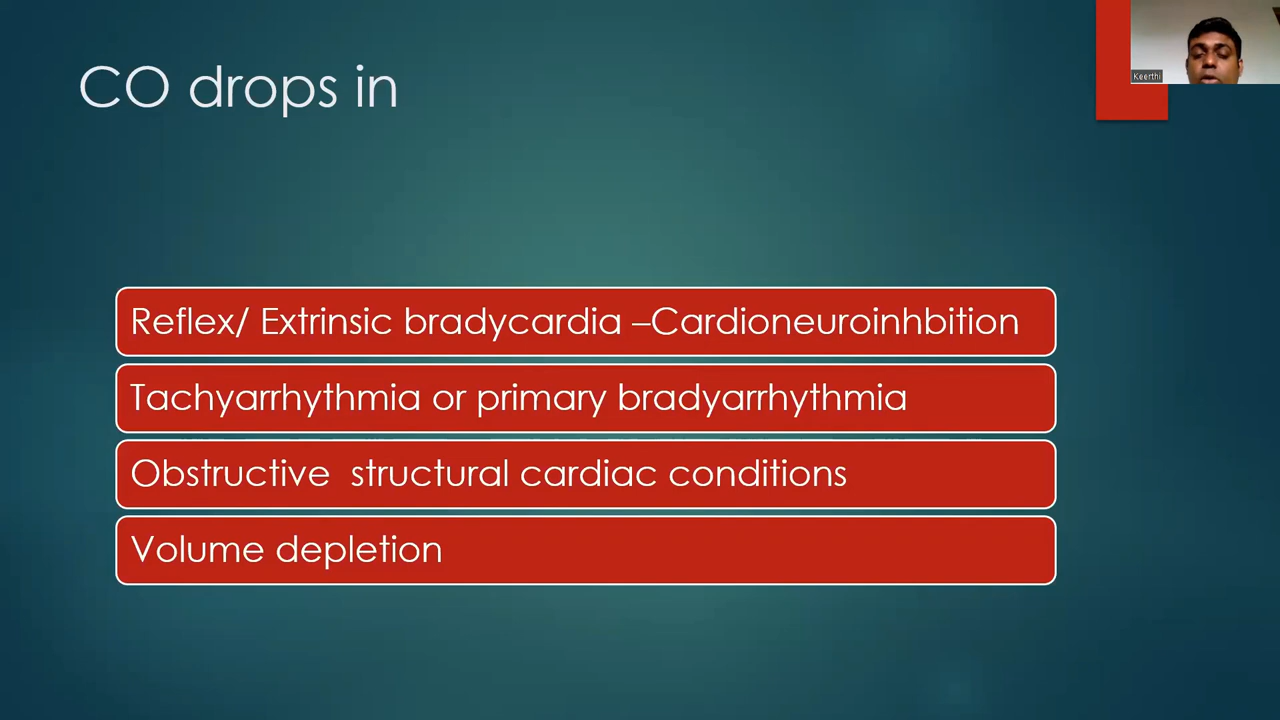 CO drops in
Keerthi
Reflex/ Extrinsic bradycardia –Cardioneuroinhbition
Tachyarrhythmia or primary bradyarrhythmia
Obstructive  structural cardiac conditions
Volume depletion